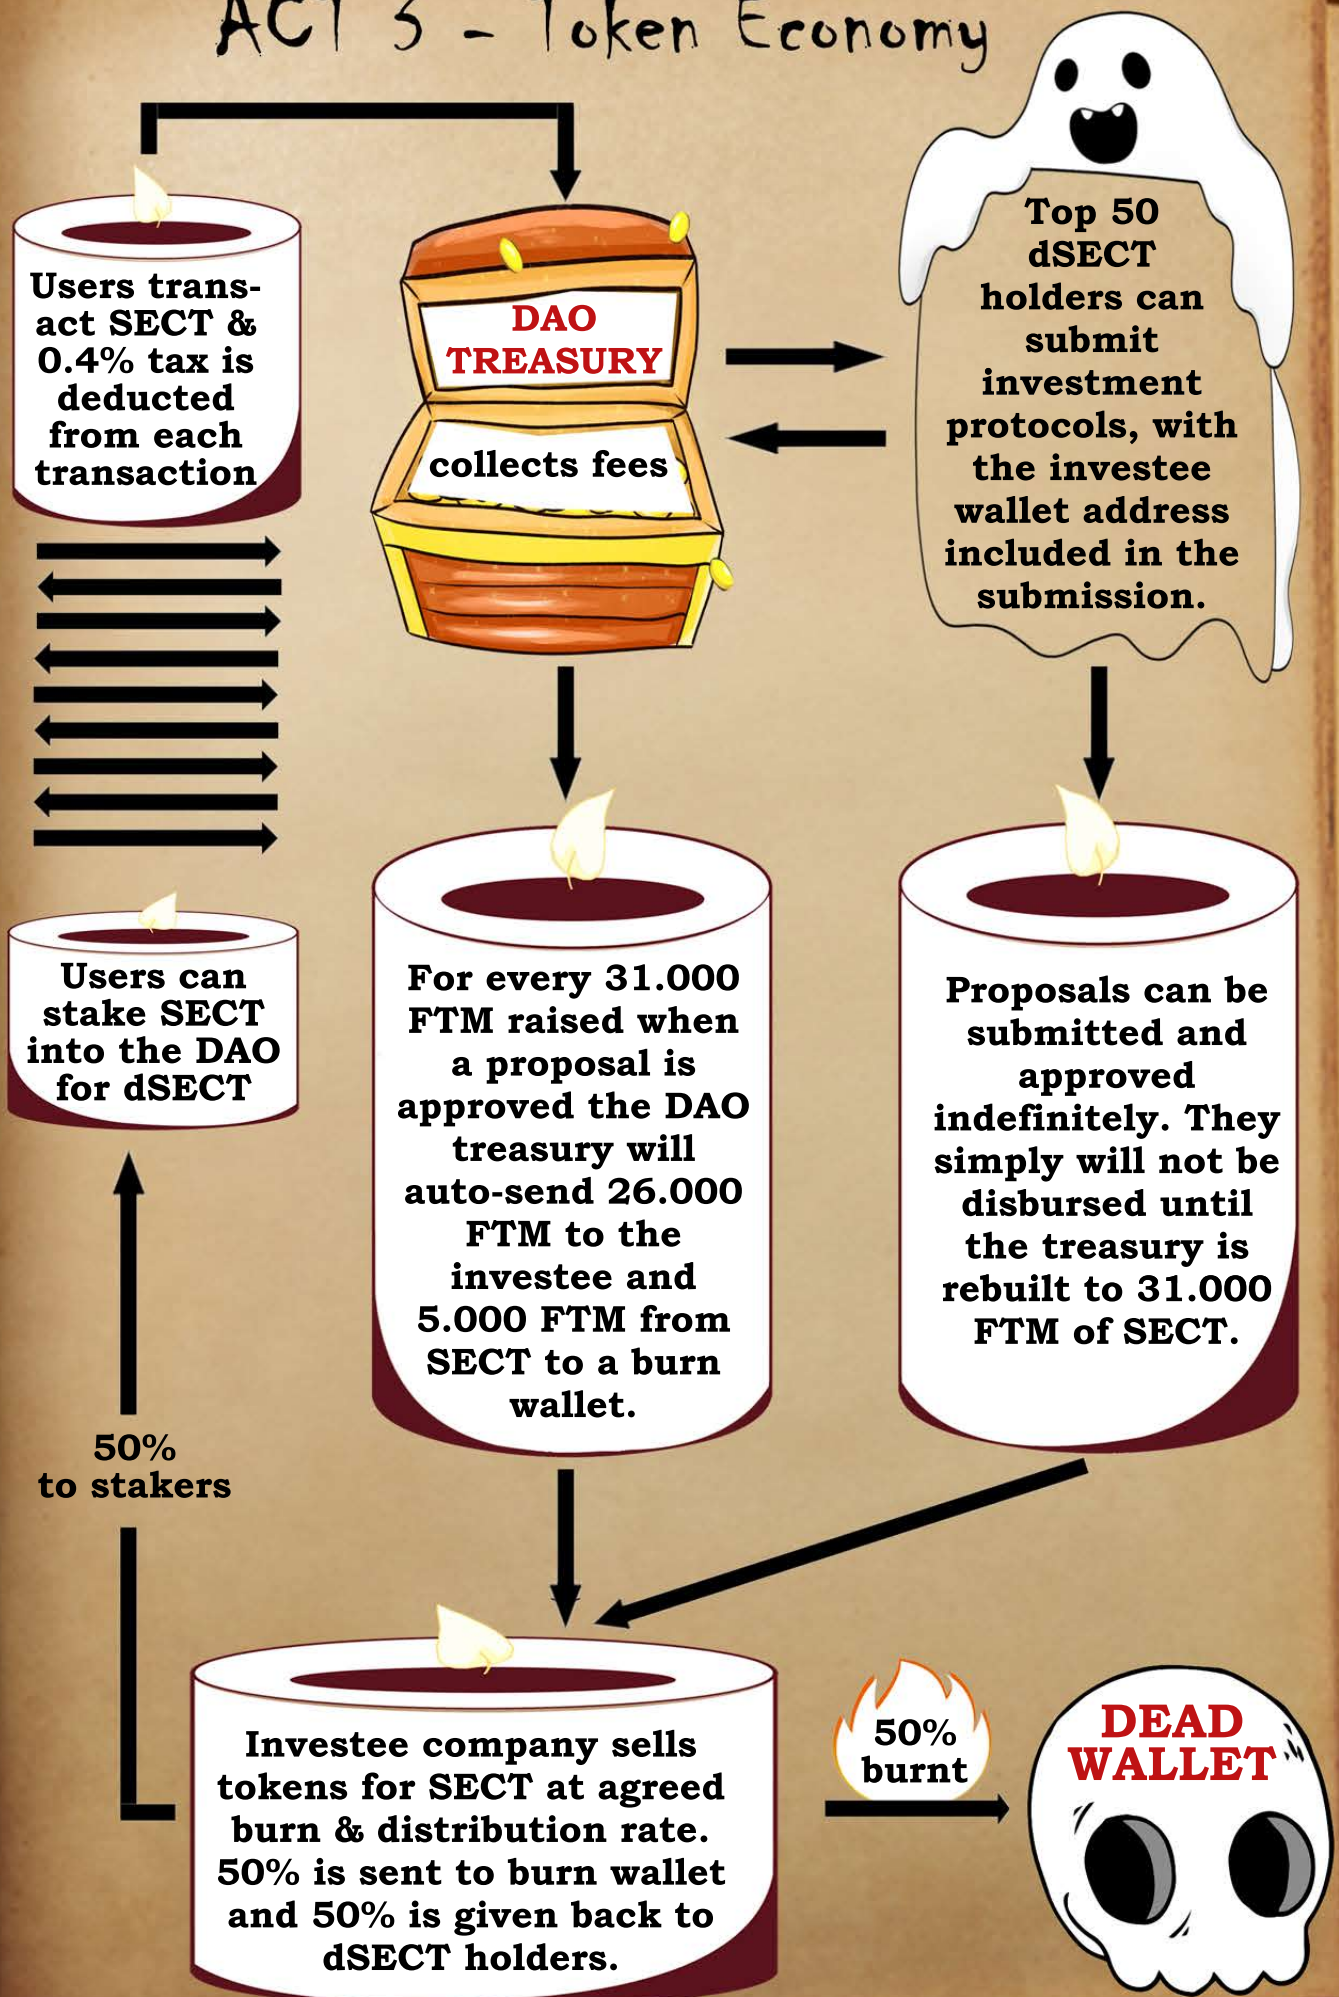 ACT 3 - Token Economy
Users trans-
act SECT &
0.4% tax is
deducted
from each
transaction
DAO
TREASURY
collects fees
Top 50
dSECT
holders can
submit
investment
protocols, with
the investee
wallet address
included in the
submission.
Users can
stake SECT
into the DAO
for dSECT
For every 31.000
FTM raised when
a proposal is
approved the DAO
treasury will
auto-send 26.000
FTM to the
investee and
5.000 FTM from
SECT to a burn
wallet.
Proposals can be
submitted and
approved
indefinitely. They
simply will not be
disbursed until
the treasury is
rebuilt to 31.000
FTM of SECT.
50%
to stakers
Investee company sells
tokens for SECT at agreed
burn & distribution rate.
50% is sent to burn wallet
and 50% is given back to
dSECT holders.
50%
burnt
DEAD
WALLET